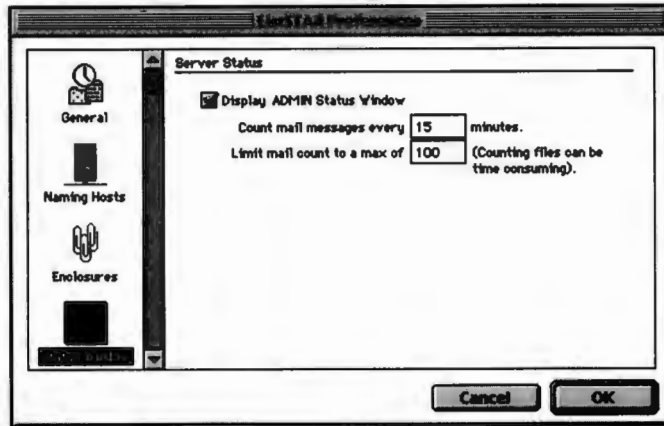 Preferences
Server Status
Display ADMIN Status Window
Count mail messages every 15 minutes.
Limit mail count to a max of 100 (Counting files can be
time consuming).
General
Naming Hosts
Enclosures
Cancel
OK